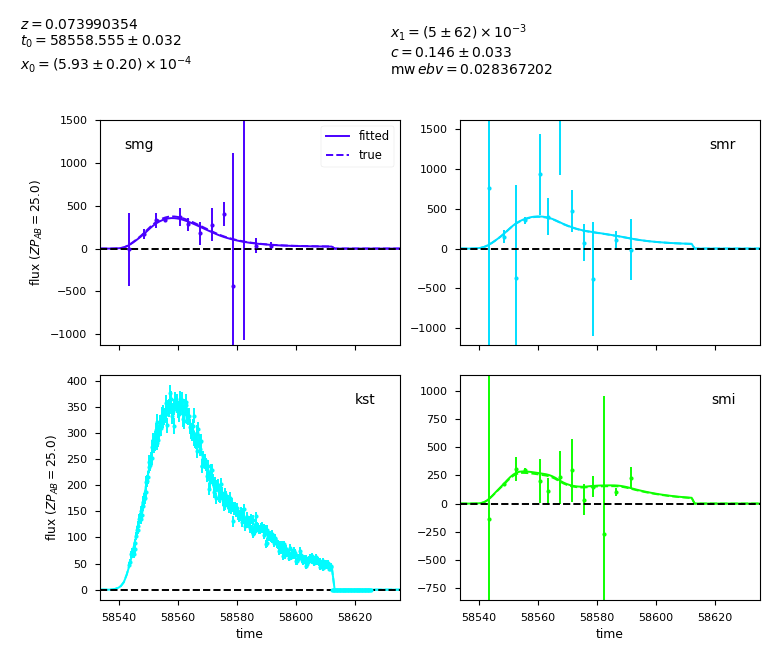 z = 0.073990354
t₀ = 58558.555 ± 0.032
x₀ = (5.93 ± 0.20) × 10⁻⁴
x₁ = (5 ± 62) × 10⁻³
c = 0.146 ± 0.033
mw ebv = 0.028367202
smg
fitted
true
1500
1000
500
0
−500
−1000
flux (ZP_AB = 25.0)
smr
1500
1000
500
0
−500
−1000
kst
400
350
300
250
200
150
100
50
0
flux (ZP_AB = 25.0)
58540 58560 58580 58600 58620
time
smi
1000
750
500
250
0
−250
−500
−750
58540 58560 58580 58600 58620
time